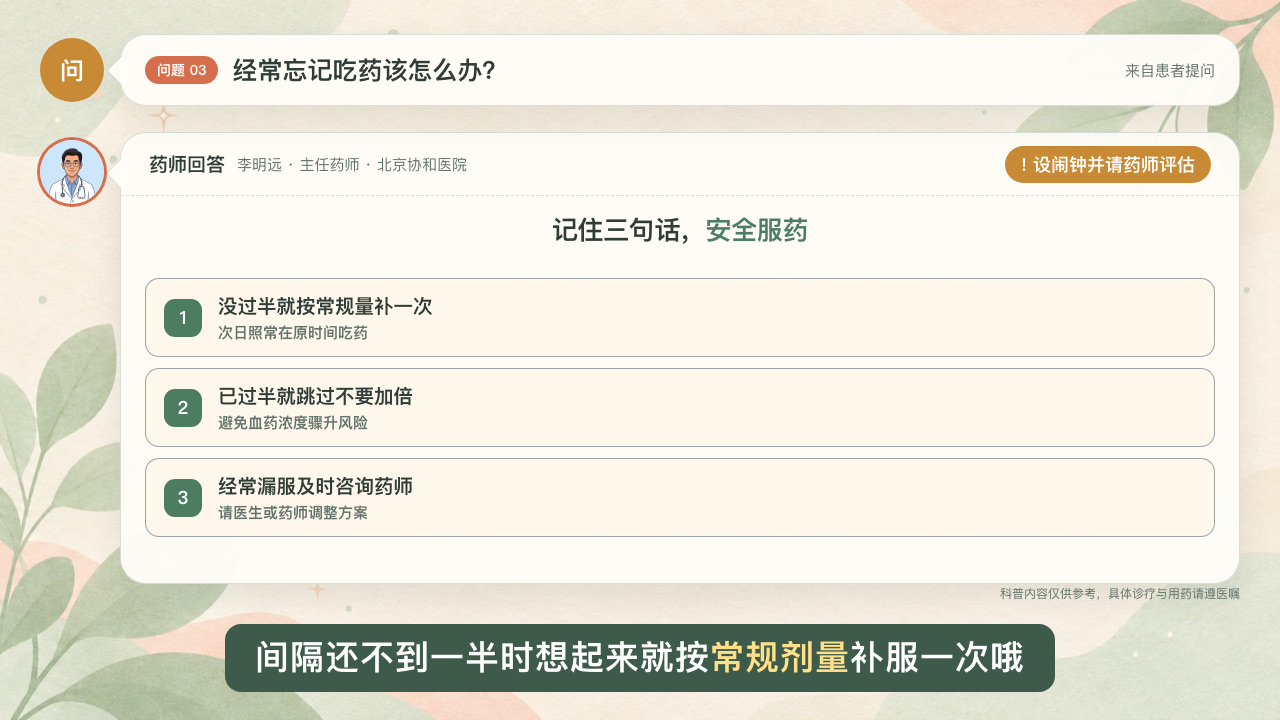 问
问题 03
经常忘记吃药该怎么办?
来自患者提问
药师回答
李明远 · 主任药师 · 北京协和医院
! 设闹钟并请药师评估
记住三句话，安全服药
1
没过半就按常规量补一次
次日照常在原时间吃药
2
已过半就跳过不要加倍
避免血药浓度骤升风险
3
经常漏服及时咨询药师
请医生或药师调整方案
科普内容仅供参考，具体诊疗与用药请遵医嘱
间隔还不到一半时想起来就按常规剂量补服一次哦